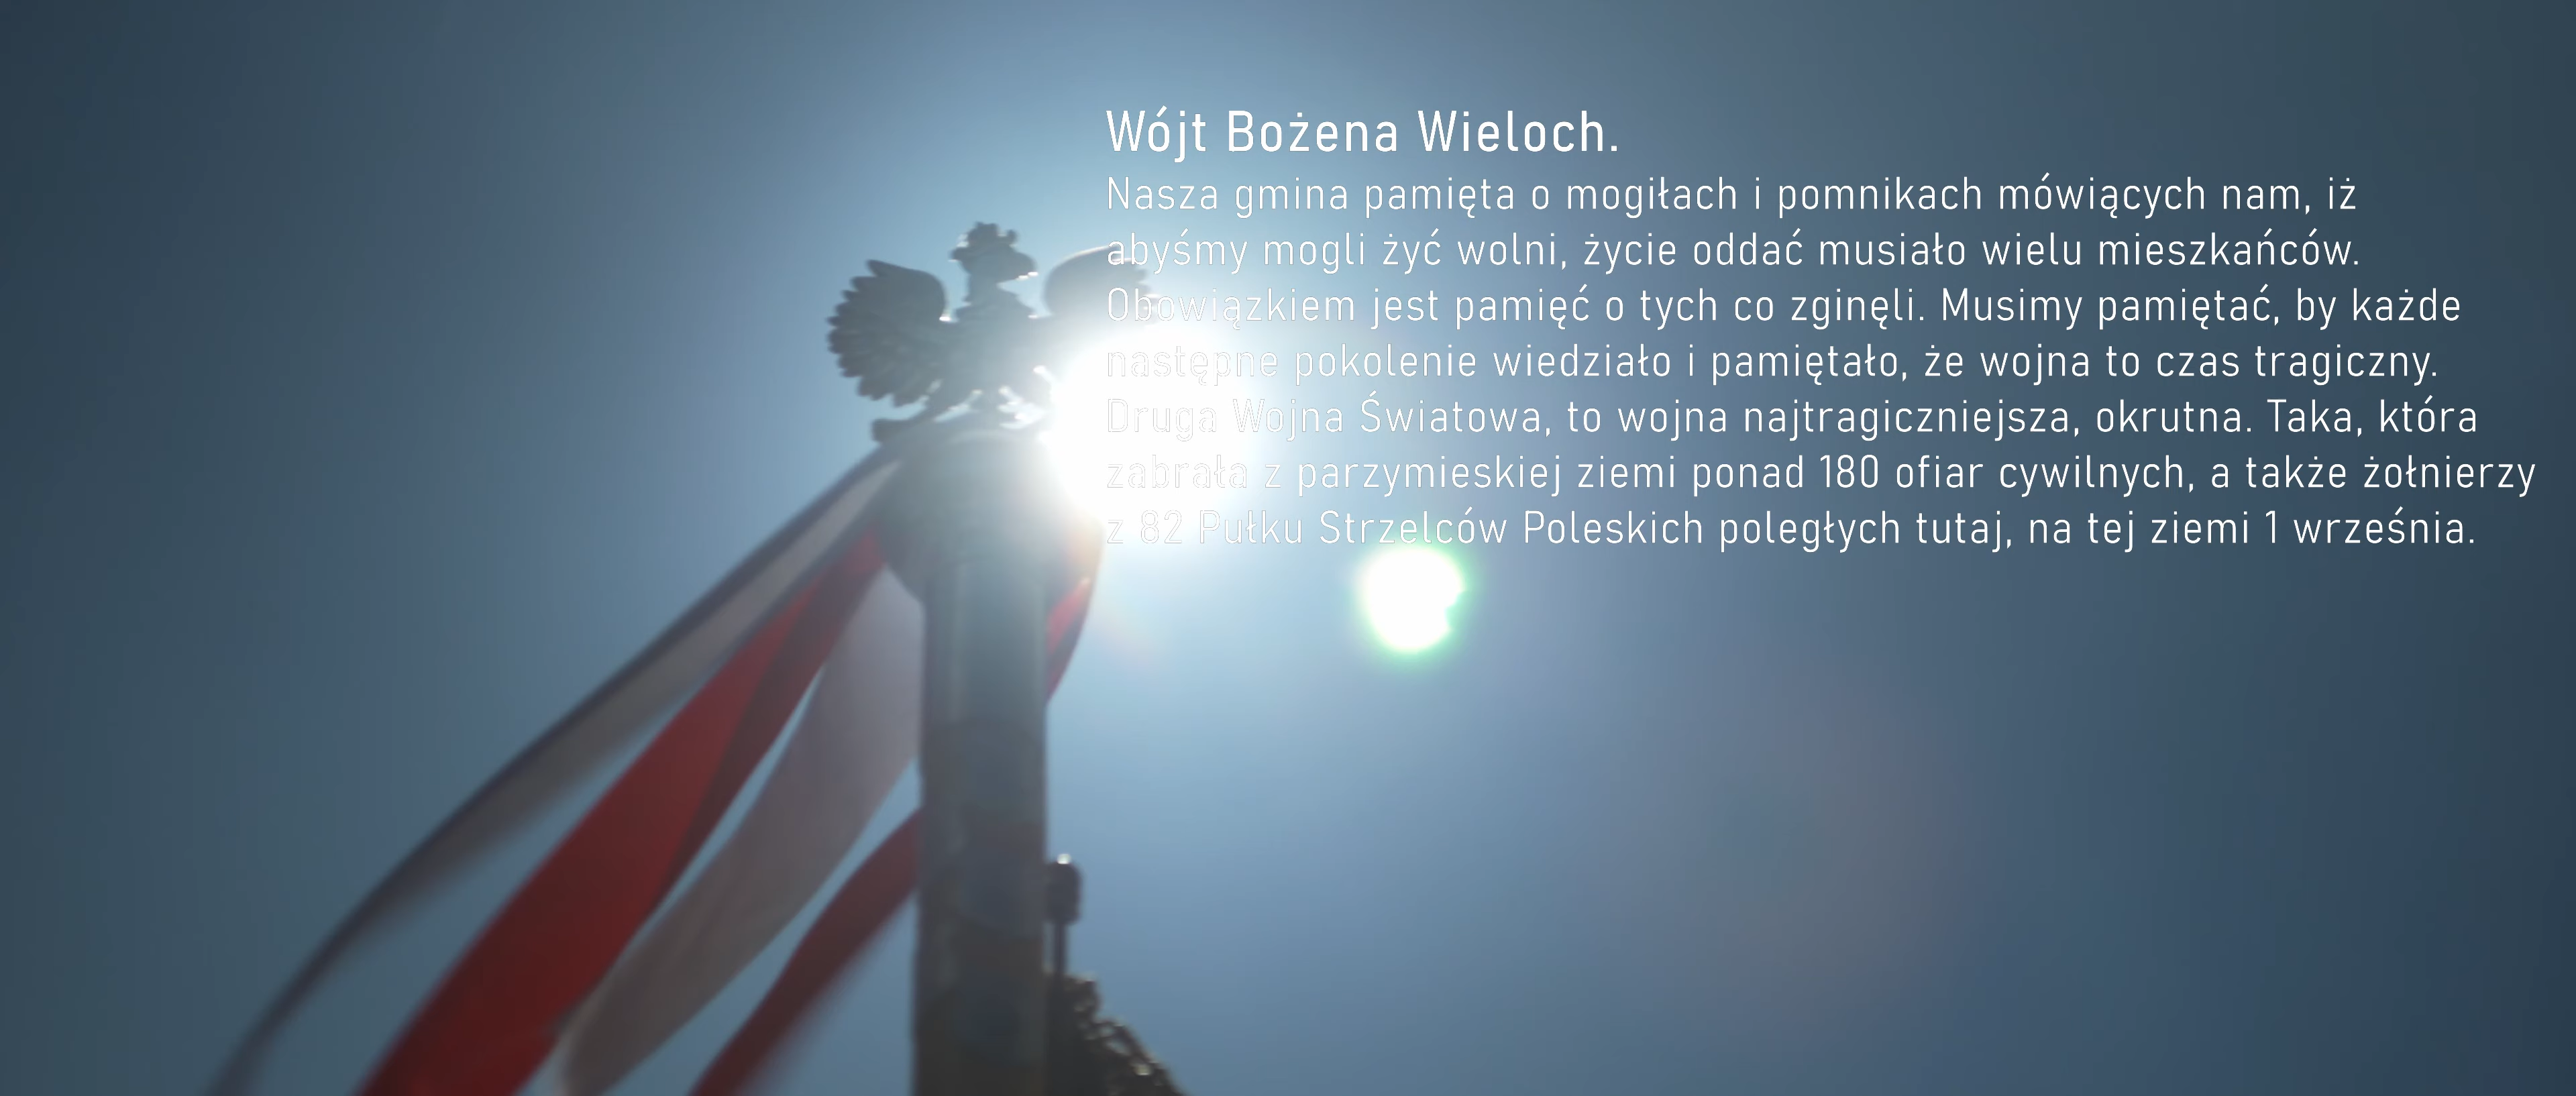 Wójt Bożena Wieloch.
Nasza gmina pamięta o mogiłach i pomnikach mówiących nam, iż
abyśmy mogli żyć wolni, życie oddać musiało wielu mieszkańców.
Obowiązkiem jest pamięć o tych co zginęli. Musimy pamiętać, by każde
następne pokolenie wiedziało i pamiętało, że wojna to czas tragiczny.
Druga Wojna Światowa, to wojna najtragiczniejsza, okrutna. Taka, która
zabrała z parzymieskiej ziemi ponad 180 ofiar cywilnych, a także żołnierzy
z 82 Pułku Strzelców Poleskich poległych tutaj, na tej ziemi 1 września.